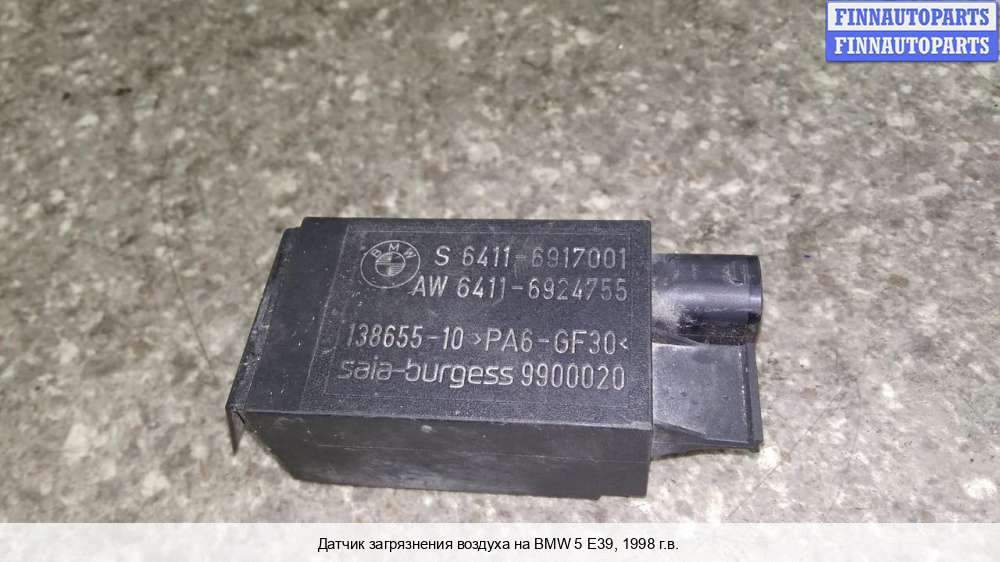 FINNAUTOPARTS
FINNAUTOPARTS
BMW
S 6411-6917001
AW 6411-6924755
138655-10 >PA6-GF30<
saia-burgess 9900020
Датчик загрязнения воздуха на BMW 5 E39, 1998 г.в.